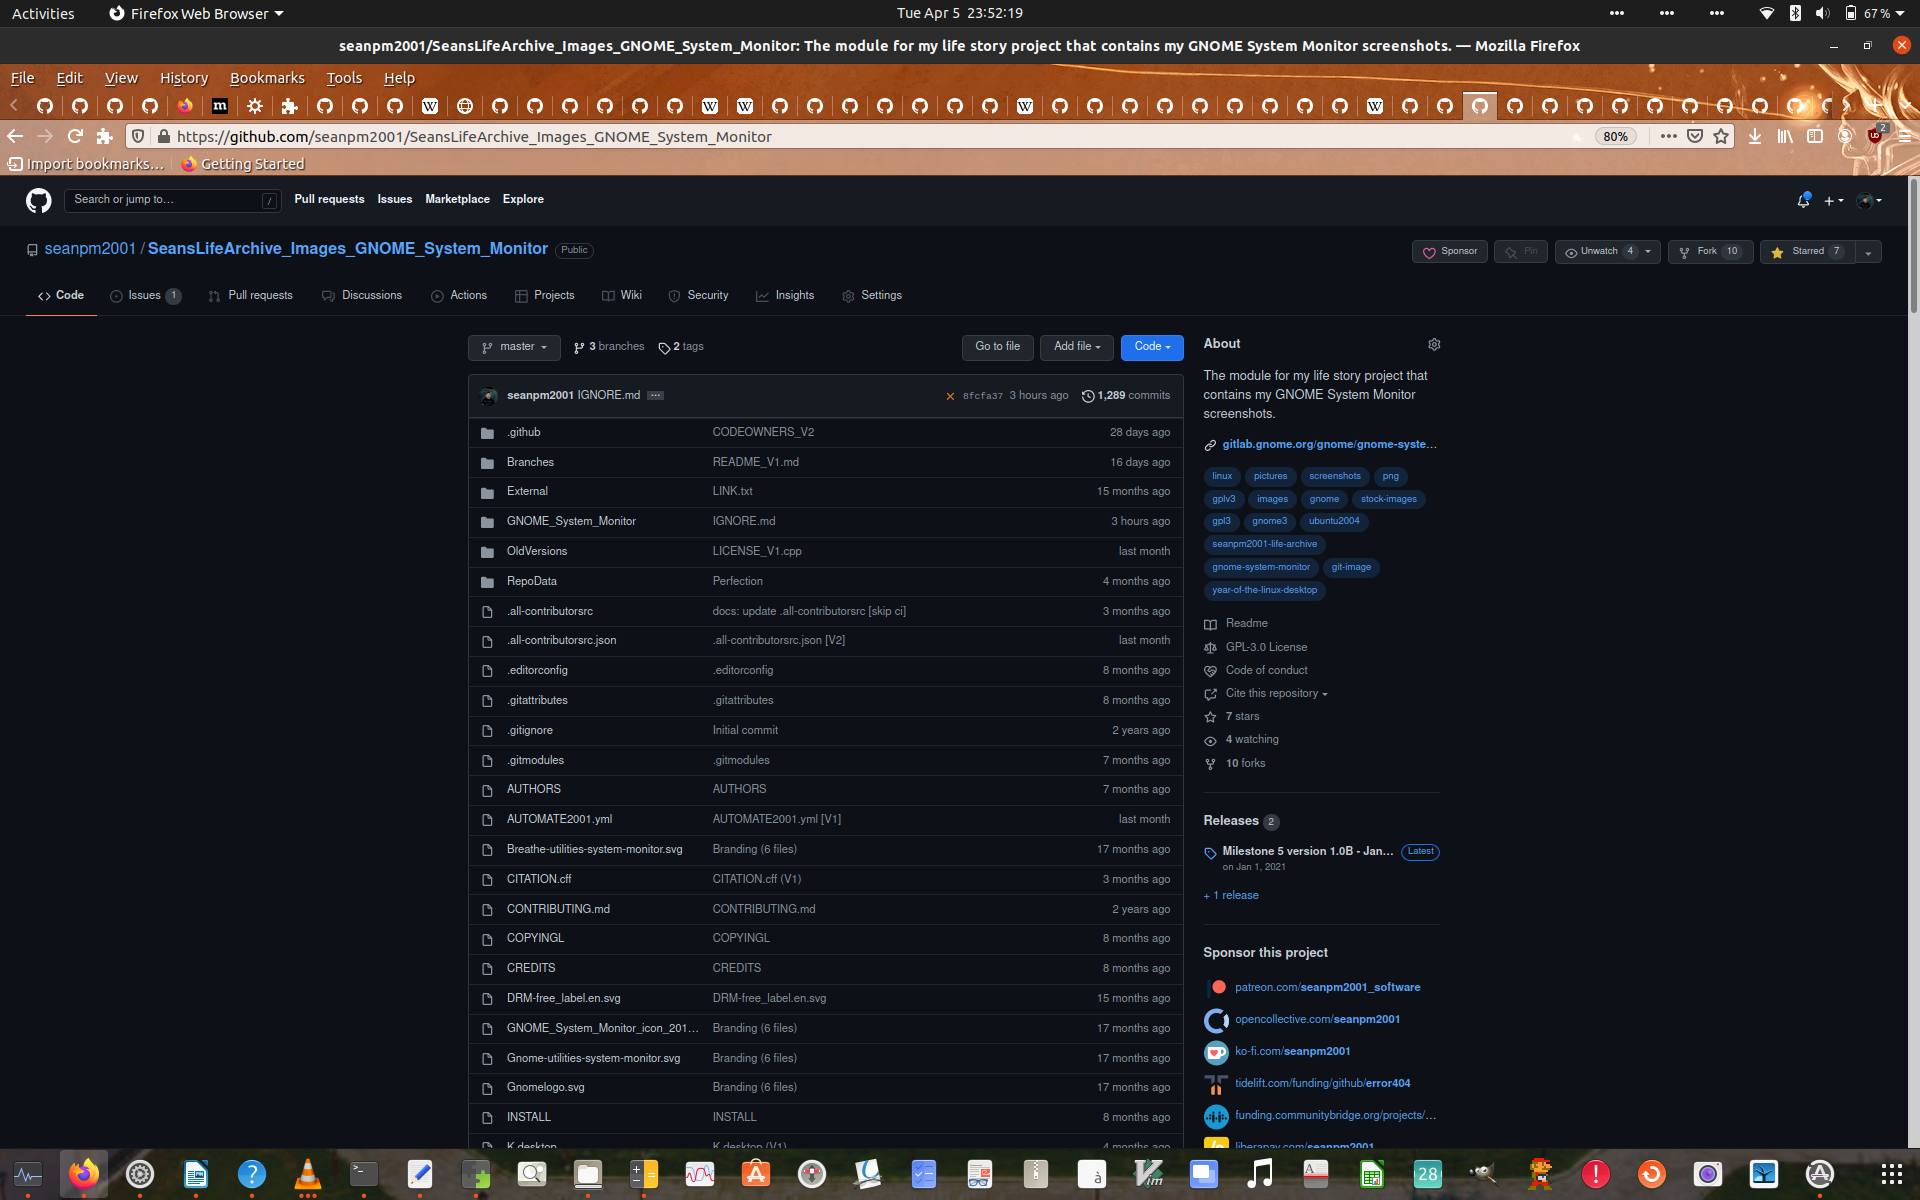 Activities Firefox Web Browser Tue Apr 5 23:52:19 67 %
seanpm2001/SeansLifeArchive_Images_GNOME_System_Monitor: The module for my life story project that contains my GNOME System Monitor screenshots. — Mozilla Firefox
File Edit View History Bookmarks Tools Help
https://github.com/seanpm2001/SeansLifeArchive_Images_GNOME_System_Monitor 80% 2
Import bookmarks... Getting Started
Search or jump to... / Pull requests Issues Marketplace Explore
seanpm2001 / SeansLifeArchive_Images_GNOME_System_Monitor Public Sponsor Pin Unwatch 4 Fork 10 Starred 7
Code Issues 1 Pull requests Discussions Actions Projects Wiki Security Insights Settings
master 3 branches 2 tags Go to file Add file Code
seanpm2001 IGNORE.md ... 8fcfa37 3 hours ago 1,289 commits
.github CODEOWNERS_V2 28 days ago
Branches README_V1.md 16 days ago
External LINK.txt 15 months ago
GNOME_System_Monitor IGNORE.md 3 hours ago
OldVersions LICENSE_V1.cpp last month
RepoData Perfection 4 months ago
.all-contributorsrc docs: update .all-contributorsrc [skip ci] 3 months ago
.all-contributorsrc.json .all-contributorsrc.json [V2] last month
.editorconfig .editorconfig 8 months ago
.gitattributes .gitattributes 8 months ago
.gitignore Initial commit 2 years ago
.gitmodules .gitmodules 7 months ago
AUTHORS AUTHORS 7 months ago
AUTOMATE2001.yml AUTOMATE2001.yml [V1] last month
Breathe-utilities-system-monitor.svg Branding (6 files) 17 months ago
CITATION.cff CITATION.cff (V1) 3 months ago
CONTRIBUTING.md CONTRIBUTING.md 2 years ago
COPYINGL COPYINGL 8 months ago
CREDITS CREDITS 8 months ago
DRM-free_label.en.svg DRM-free_label.en.svg 15 months ago
GNOME_System_Monitor_icon_201... Branding (6 files) 17 months ago
Gnome-utilities-system-monitor.svg Branding (6 files) 17 months ago
Gnomelogo.svg Branding (6 files) 17 months ago
INSTALL INSTALL 8 months ago
K.desktop K.desktop (V1) 4 months ago
About
The module for my life story project that
contains my GNOME System Monitor
screenshots.
gitlab.gnome.org/gnome/gnome-syste...
linux pictures screenshots png
gplv3 images gnome stock-images
gpl3 gnome3 ubuntu2004
seanpm2001-life-archive
gnome-system-monitor git-image
year-of-the-linux-desktop
Readme
GPL-3.0 License
Code of conduct
Cite this repository
7 stars
4 watching
10 forks
Releases 2
Milestone 5 version 1.0B - Jan... Latest
on Jan 1, 2021
+ 1 release
Sponsor this project
patreon.com/seanpm2001_software
opencollective.com/seanpm2001
ko-fi.com/seanpm2001
tidelift.com/funding/github/error404
funding.communitybridge.org/projects/...
liberapay.com/seanpm2001
28